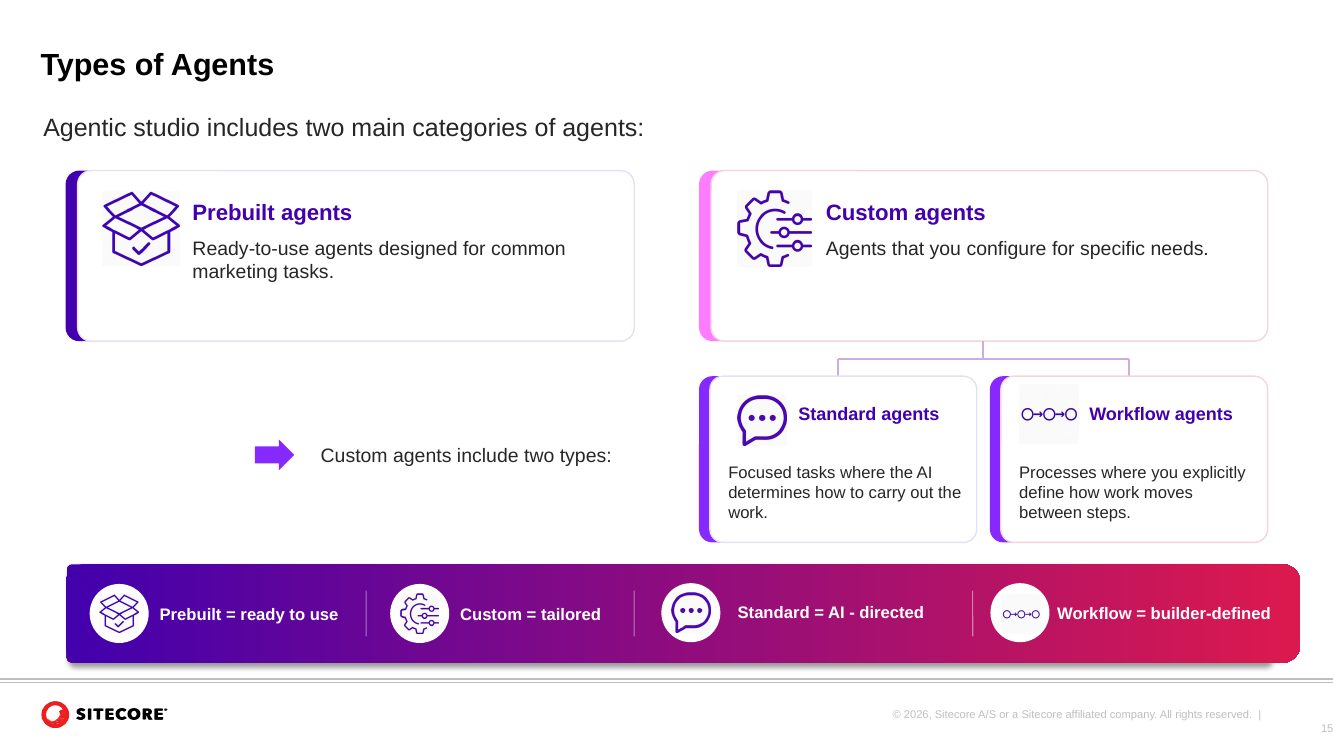 Types of Agents
Agentic studio includes two main categories of agents:
Prebuilt agents
Ready-to-use agents designed for common
marketing tasks.
Custom agents
Agents that you configure for specific needs.
Custom agents include two types:
Standard agents
Focused tasks where the AI
determines how to carry out the
work.
Workflow agents
Processes where you explicitly
define how work moves
between steps.
Prebuilt = ready to use
Custom = tailored
Standard = AI - directed
Workflow = builder-defined
SITECORE
© 2026, Sitecore A/S or a Sitecore affiliated company. All rights reserved. |
15